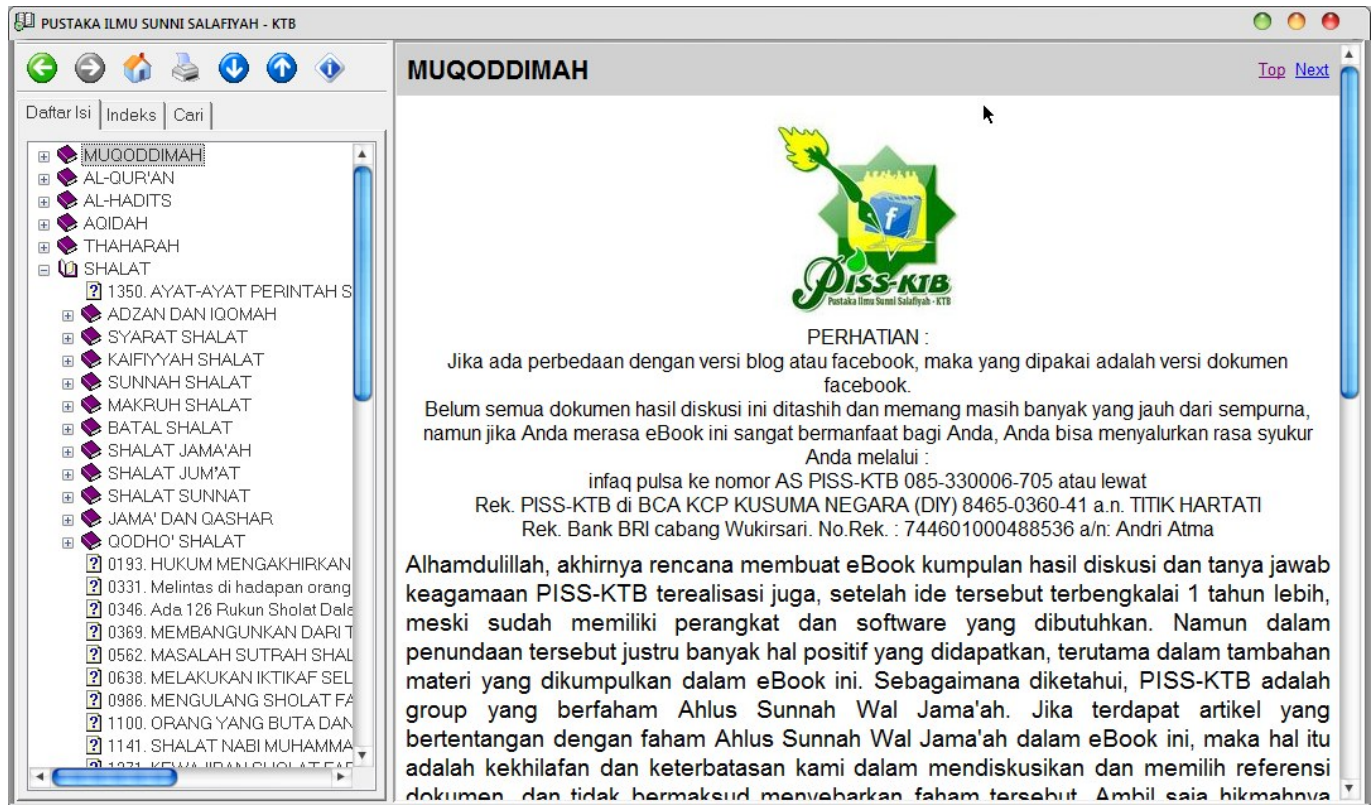 PUSTAKA ILMU SUNNI SALAFIYAH - KTB
Daftar Isi
Indeks
Cari
MUQODDIMAH
AL-QUR'AN
AL-HADITS
AQIDAH
THAHARAH
SHALAT
1350. AYAT-AYAT PERINTAH S
ADZAN DAN IQOMAH
SYARAT SHALAT
KAIFIYYAH SHALAT
SUNNAH SHALAT
MAKRUH SHALAT
BATAL SHALAT
SHALAT JAMA'AH
SHALAT JUM'AT
SHALAT SUNNAT
JAMA' DAN QASHAR
QODHO' SHALAT
0193. HUKUM MENGAKHIRKAN
0331. Melintas di hadapan orang
0346. Ada 126 Rukun Sholat Dala
0369. MEMBANGUNKAN DARI T
0562. MASALAH SUTRAH SHAL
0638. MELAKUKAN IKTIKAF SEL
0986. MENGULANG SHOLAT FA
1100. ORANG YANG BUTA DAN
1141. SHALAT NABI MUHAMMA
1271. KEWAJIBAN SHOLAT FAR
MUQODDIMAH
Top Next
PISS-KTB
Pustaka Ilmu Sunni Salafiyah - KTB
PERHATIAN :
Jika ada perbedaan dengan versi blog atau facebook, maka yang dipakai adalah versi dokumen
facebook.
Belum semua dokumen hasil diskusi ini ditashih dan memang masih banyak yang jauh dari sempurna,
namun jika Anda merasa eBook ini sangat bermanfaat bagi Anda, Anda bisa menyalurkan rasa syukur
Anda melalui :
infaq pulsa ke nomor AS PISS-KTB 085-330006-705 atau lewat
Rek. PISS-KTB di BCA KCP KUSUMA NEGARA (DIY) 8465-0360-41 a.n. TITIK HARTATI
Rek. Bank BRI cabang Wukirsari. No.Rek. : 744601000488536 a/n: Andri Atma
Alhamdulillah, akhirnya rencana membuat eBook kumpulan hasil diskusi dan tanya jawab
keagamaan PISS-KTB terealisasi juga, setelah ide tersebut terbengkalai 1 tahun lebih,
meski sudah memiliki perangkat dan software yang dibutuhkan. Namun dalam
penundaan tersebut justru banyak hal positif yang didapatkan, terutama dalam tambahan
materi yang dikumpulkan dalam eBook ini. Sebagaimana diketahui, PISS-KTB adalah
group yang berfaham Ahlus Sunnah Wal Jama'ah. Jika terdapat artikel yang
bertentangan dengan faham Ahlus Sunnah Wal Jama'ah dalam eBook ini, maka hal itu
adalah kekhilafan dan keterbatasan kami dalam mendiskusikan dan memilih referensi
dokumen, dan tidak bermaksud menyebarkan faham tersebut. Ambil saja hikmahnya